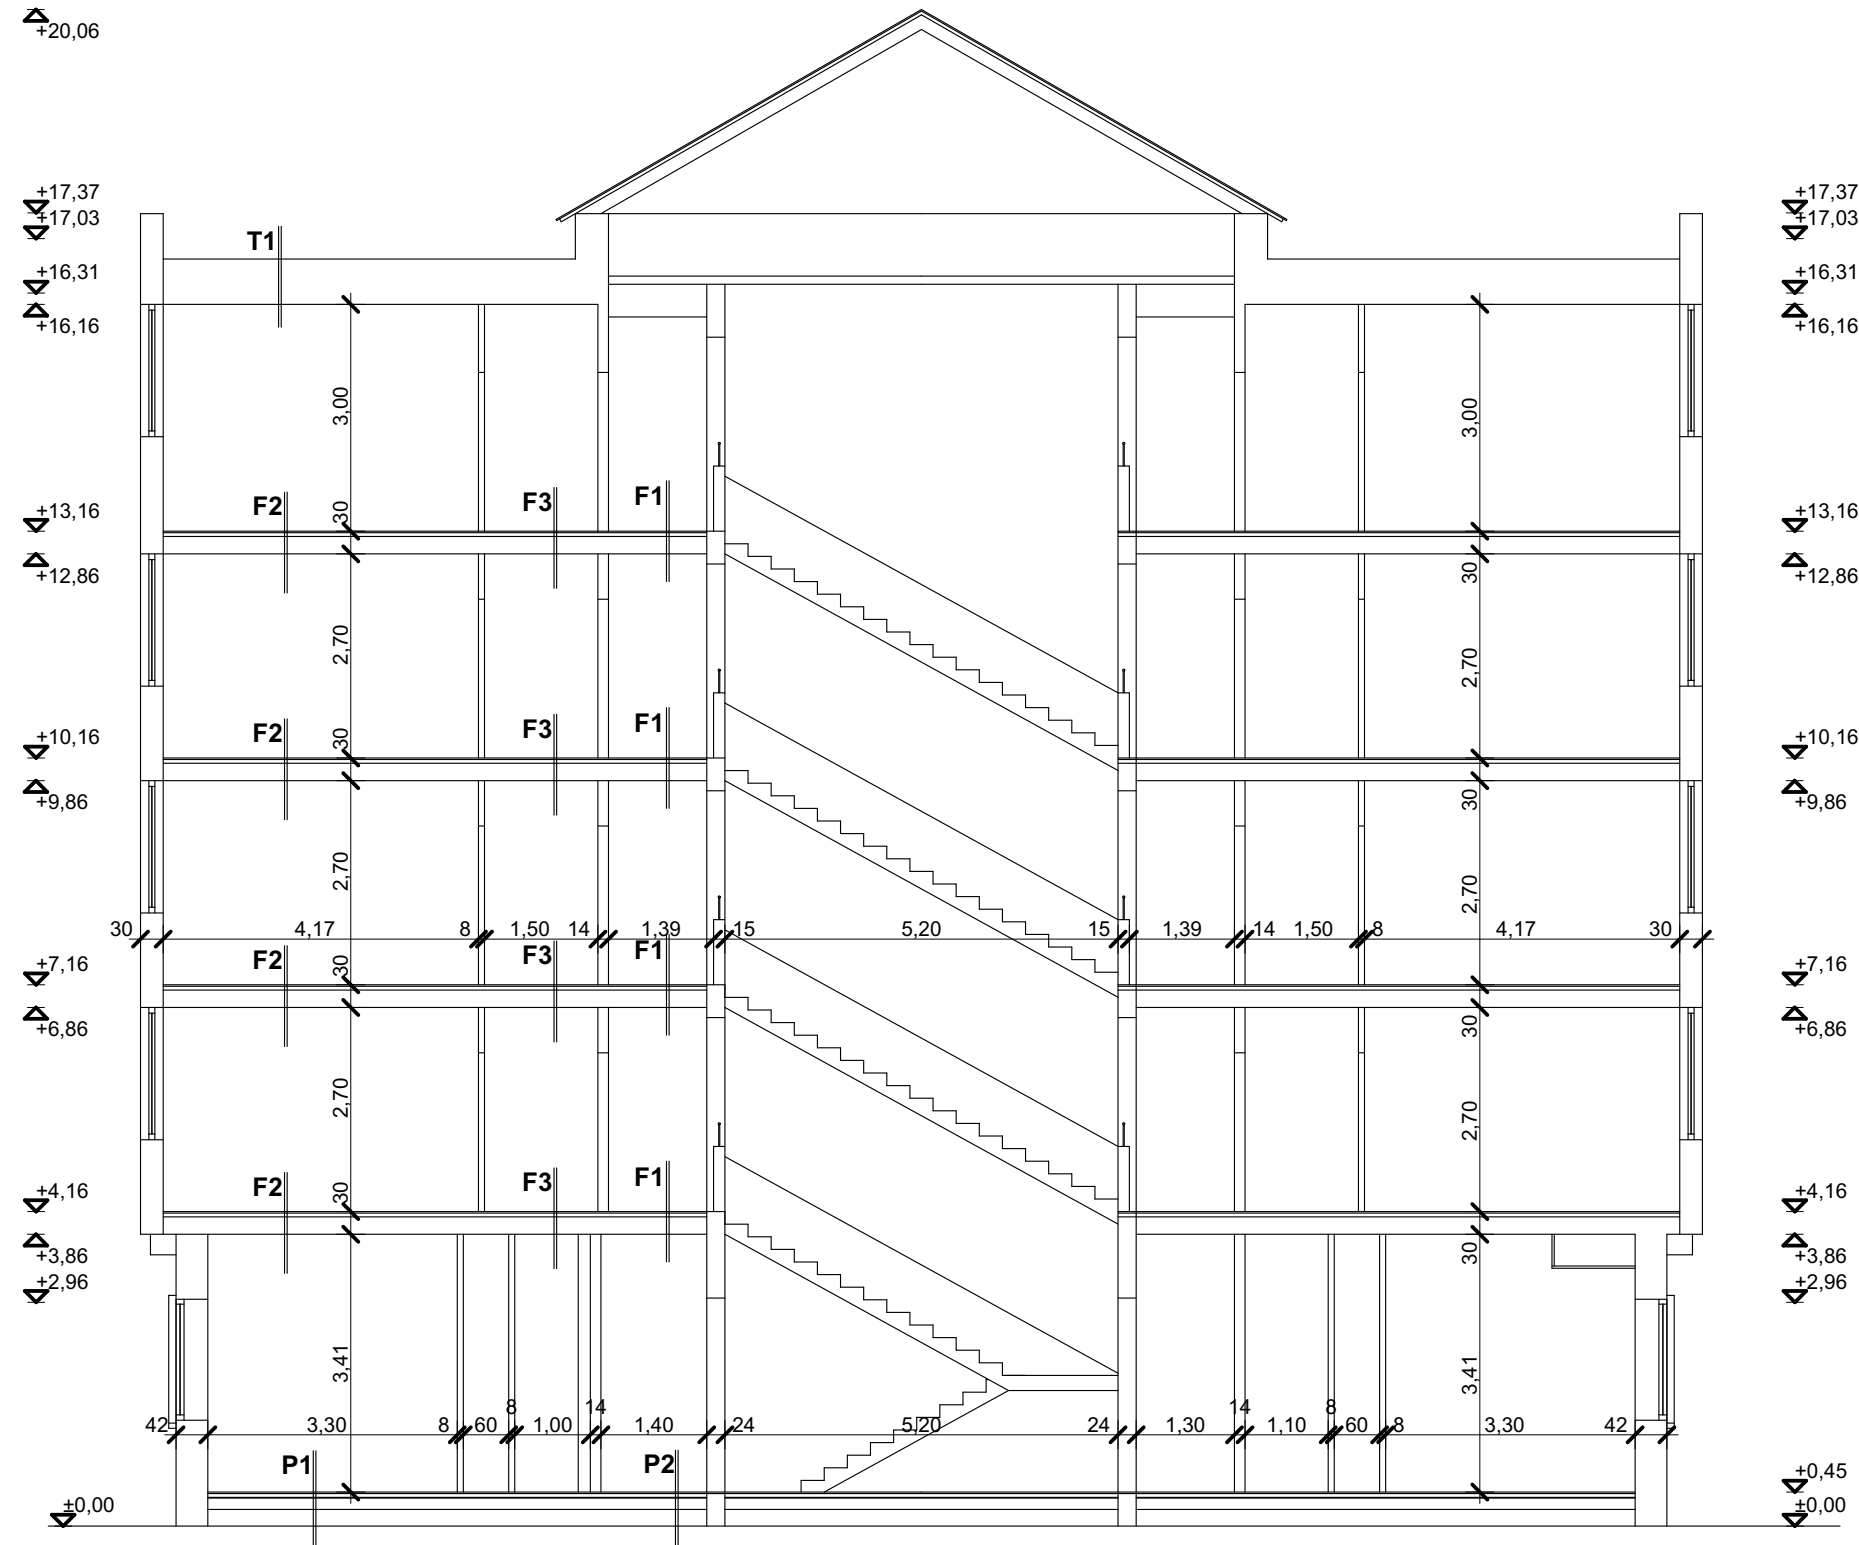 +20,06
+17,37 +17,37
+17,03 +17,03
T1
+16,31 +16,31
+16,16 +16,16
3,00 3,00
F2 30 F3 F1
+13,16 +13,16
+12,86 30 +12,86
2,70 2,70
F2 30 F3 F1
+10,16 +10,16
+9,86 30 +9,86
2,70 2,70
30 4,17 8 1,50 14 1,39 15 5,20 15 1,39 14 1,50 8 4,17 30
F2 30 F3 F1
+7,16 +7,16
+6,86 30 +6,86
2,70 2,70
F2 30 F3 F1
+4,16 +4,16
+3,86 30 +3,86
+2,96 +2,96
3,41 3,41
42 3,30 8 60 8 1,00 14 1,40 24 5,20 24 1,30 14 1,10 8 60 8 3,30 42
P1 P2
+0,45
±0,00 ±0,00